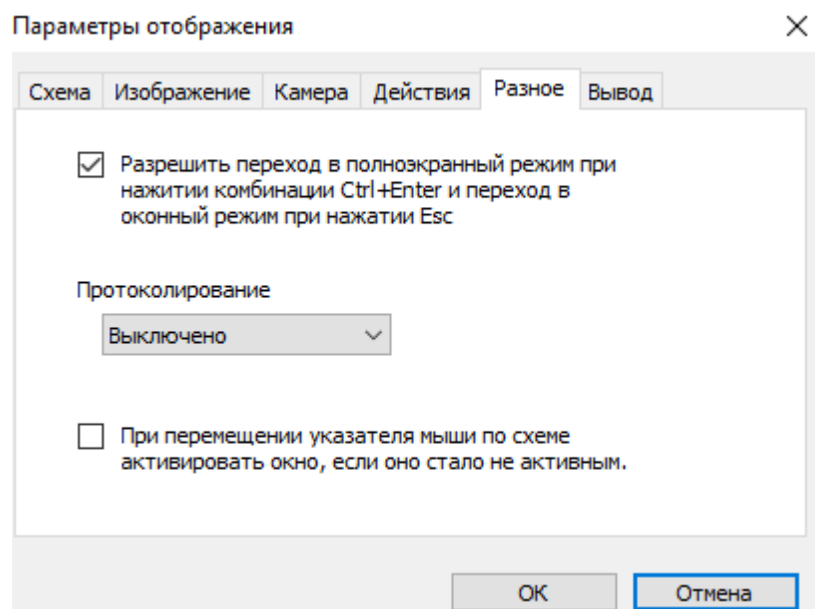 Параметры отображения
Схема Изображение Камера Действия Разное Вывод
Разрешить переход в полноэкранный режим при
нажитии комбинации Ctrl+Enter и переход в
оконный режим при нажатии Esc
Протоколирование
Выключено
При перемещении указателя мыши по схеме
активировать окно, если оно стало не активным.
ОК Отмена